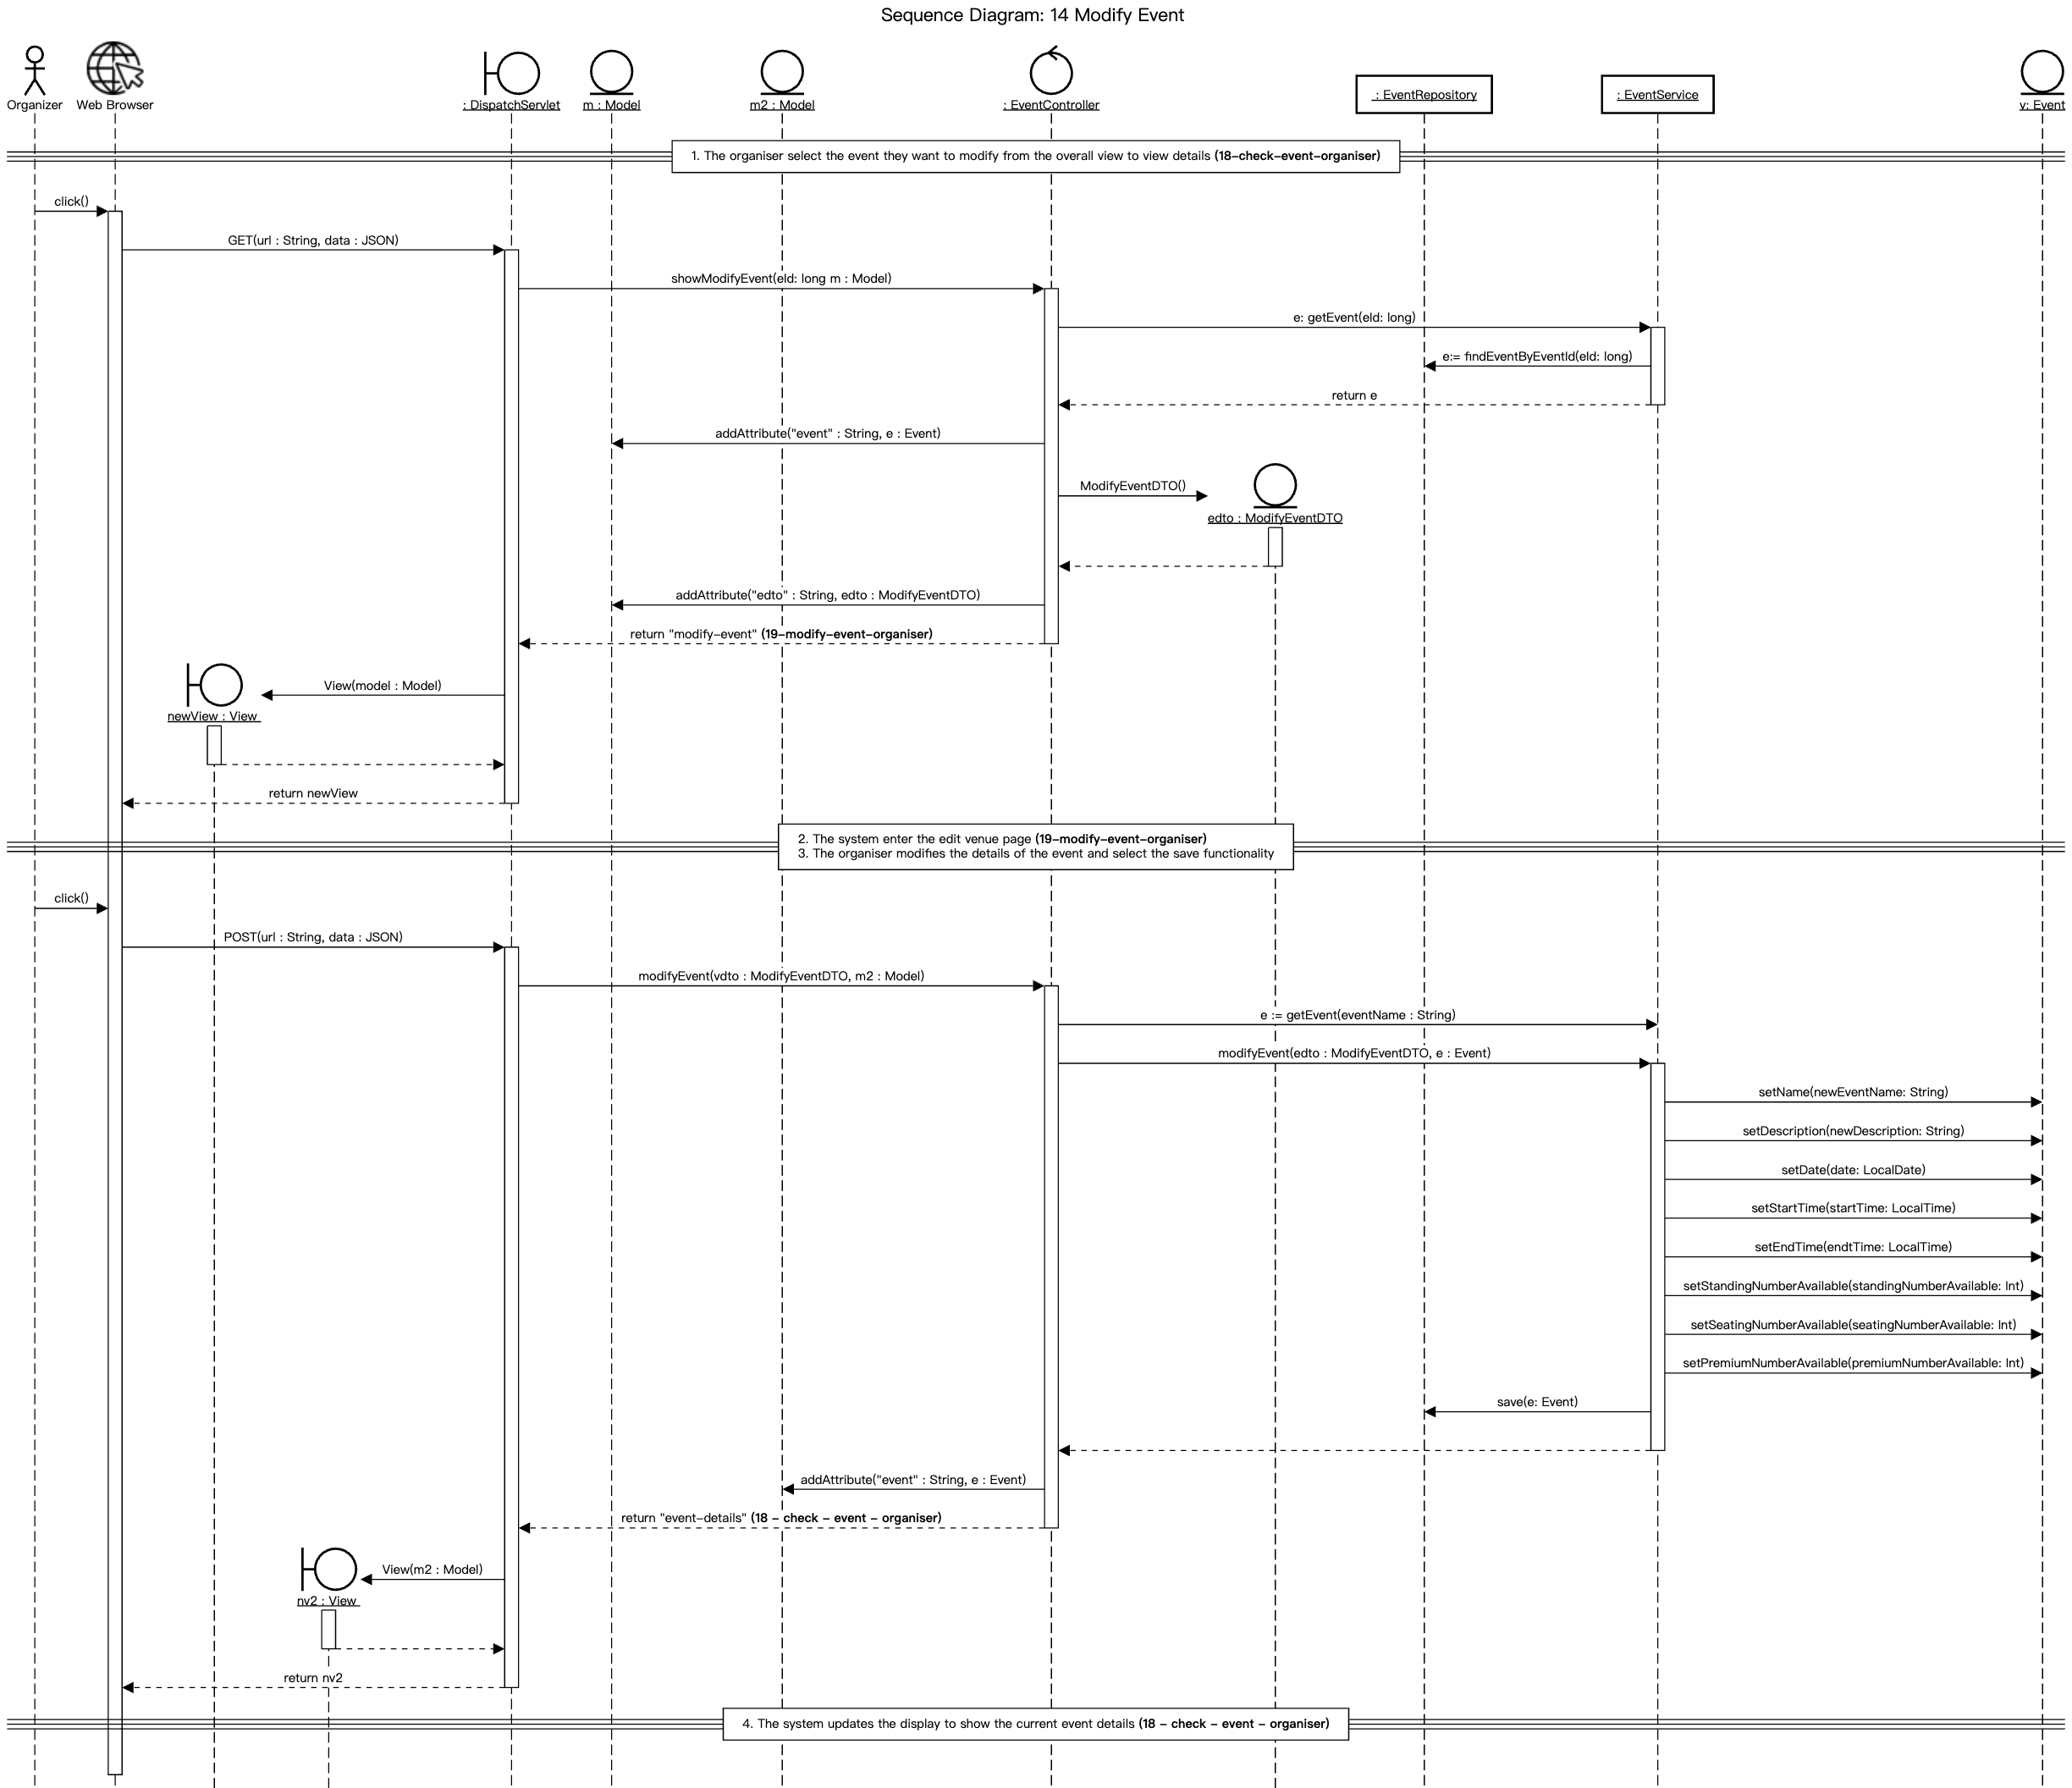 Sequence Diagram: 14 Modify Event
Organizer
Web Browser
: DispatchServlet
m : Model
m2 : Model
: EventController
: EventRepository
: EventService
v: Event
1. The organiser select the event they want to modify from the overall view to view details (18-check-event-organiser)
click()
GET(url : String, data : JSON)
showModifyEvent(eId: long m : Model)
e: getEvent(eId: long)
e:= findEventByEventId(eId: long)
return e
addAttribute("event" : String, e : Event)
ModifyEventDTO()
edto : ModifyEventDTO
addAttribute("edto" : String, edto : ModifyEventDTO)
return "modify-event" (19-modify-event-organiser)
View(model : Model)
newView : View
return newView
2. The system enter the edit venue page (19-modify-event-organiser)
3. The organiser modifies the details of the event and select the save functionality
click()
POST(url : String, data : JSON)
modifyEvent(vdto : ModifyEventDTO, m2 : Model)
e := getEvent(eventName : String)
modifyEvent(edto : ModifyEventDTO, e : Event)
setName(newEventName: String)
setDescription(newDescription: String)
setDate(date: LocalDate)
setStartTime(startTime: LocalTime)
setEndTime(endtTime: LocalTime)
setStandingNumberAvailable(standingNumberAvailable: Int)
setSeatingNumberAvailable(seatingNumberAvailable: Int)
setPremiumNumberAvailable(premiumNumberAvailable: Int)
save(e: Event)
addAttribute("event" : String, e : Event)
return "event-details" (18 - check - event - organiser)
View(m2 : Model)
nv2 : View
return nv2
4. The system updates the display to show the current event details (18 - check - event - organiser)